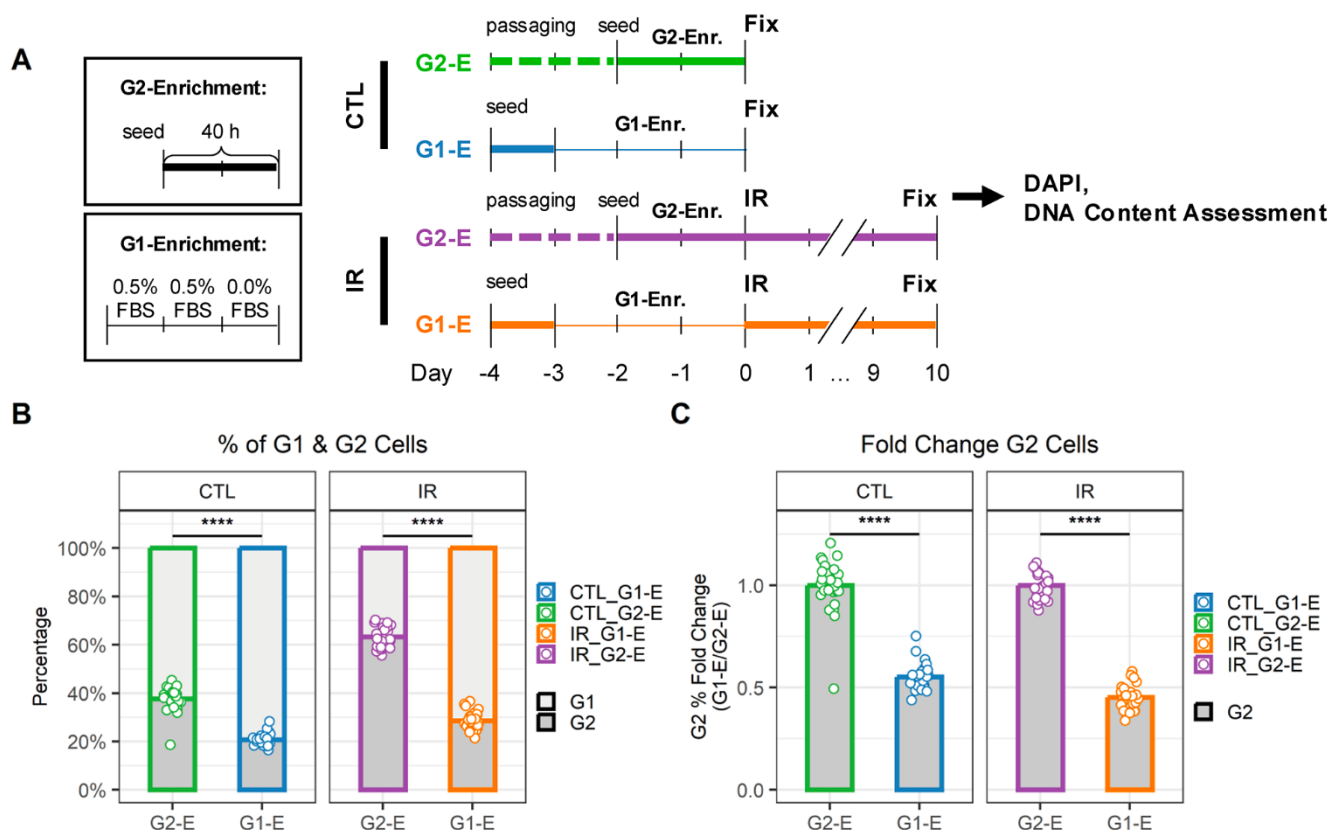 A
G2-Enrichment:
seed 40 h
G1-Enrichment:
0.5% 0.5% 0.0%
FBS FBS FBS
CTL
passaging seed Fix
G2-Enr.
G2-E
seed Fix
G1-Enr.
G1-E
IR
passaging seed IR Fix
G2-Enr.
G2-E
seed IR Fix
G1-Enr.
G1-E
Day -4 -3 -2 -1 0 1 ... 9 10
DAPI,
DNA Content Assessment
B
% of G1 & G2 Cells
CTL IR
**** ****
Percentage
100%
80%
60%
40%
20%
0%
G2-E G1-E G2-E G1-E
CTL_G1-E
CTL_G2-E
IR_G1-E
IR_G2-E
G1
G2
C
Fold Change G2 Cells
CTL IR
**** ****
G2 % Fold Change
(G1-E/G2-E)
1.0
0.5
0.0
G2-E G1-E G2-E G1-E
CTL_G1-E
CTL_G2-E
IR_G1-E
IR_G2-E
G2